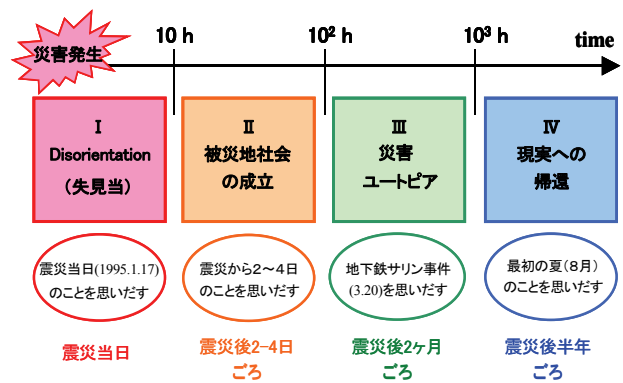 災害発生
10 h
10² h
10³ h
time
Ⅰ
Disorientation
（失見当）
Ⅱ
被災地社会
の成立
Ⅲ
災害
ユートピア
Ⅳ
現実への
帰還
震災当日(1995.1.17)
のことを思いだす
震災から２～４日
のことを思いだす
地下鉄サリン事件
(3.20)を思いだす
最初の夏（８月）
のことを思いだす
震災当日
震災後2-4日
ごろ
震災後2ヶ月
ごろ
震災後半年
ごろ